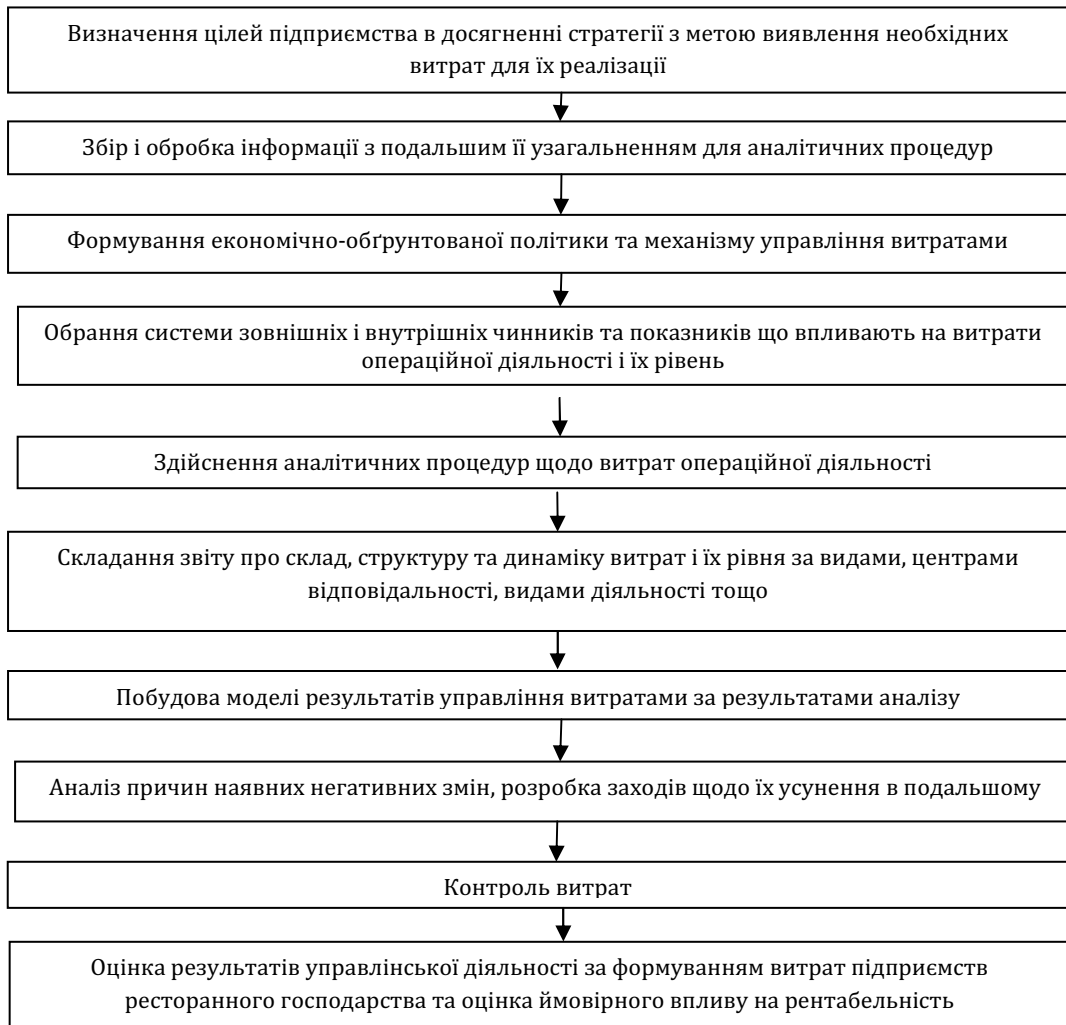 Визначення цілей підприємства в досягненні стратегії з метою виявлення необхідних
витрат для їх реалізації
Збір і обробка інформації з подальшим її узагальненням для аналітичних процедур
Формування економічно-обґрунтованої політики та механізму управління витратами
Обрання системи зовнішніх і внутрішніх чинників та показників що впливають на витрати
операційної діяльності і їх рівень
Здійснення аналітичних процедур щодо витрат операційної діяльності
Складання звіту про склад, структуру та динаміку витрат і їх рівня за видами, центрами
відповідальності, видами діяльності тощо
Побудова моделі результатів управління витратами за результатами аналізу
Аналіз причин наявних негативних змін, розробка заходів щодо їх усунення в подальшому
Контроль витрат
Оцінка результатів управлінської діяльності за формуванням витрат підприємств
ресторанного господарства та оцінка ймовірного впливу на рентабельність